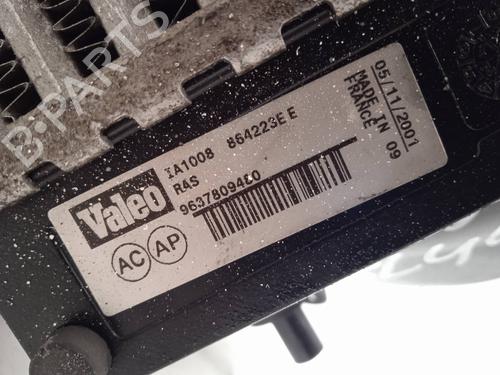 B-PARTS
Valeo
IA1008 864223E E
R4S
9637809480
AC AP
05/11/2001
MADE IN
FRANCE 09